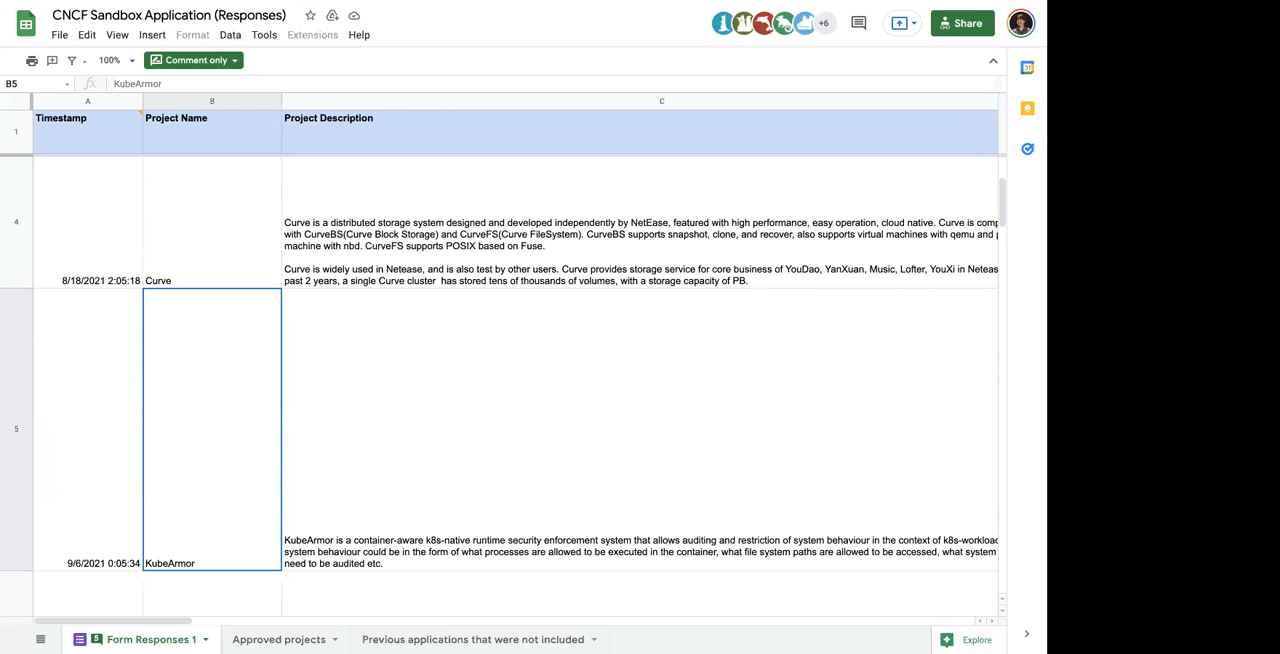 CNCF Sandbox Application (Responses)
File Edit View Insert Format Data Tools Extensions Help
+6
Share
100%
Comment only
B5
fx
KubeArmor
A
B
C
1
Timestamp
Project Name
Project Description
4
8/18/2021 2:05:18
Curve
Curve is a distributed storage system designed and developed independently by NetEase, featured with high performance, easy operation, cloud native. Curve is comp
with CurveBS(Curve Block Storage) and CurveFS(Curve FileSystem). CurveBS supports snapshot, clone, and recover, also supports virtual machines with qemu and p
machine with nbd. CurveFS supports POSIX based on Fuse.
Curve is widely used in Netease, and is also test by other users. Curve provides storage service for core business of YouDao, YanXuan, Music, Lofter, YouXi in Neteas
past 2 years, a single Curve cluster has stored tens of thousands of volumes, with a storage capacity of PB.
5
9/6/2021 0:05:34
KubeArmor
KubeArmor is a container-aware k8s-native runtime security enforcement system that allows auditing and restriction of system behaviour in the context of k8s-workloac
system behaviour could be in the form of what processes are allowed to be executed in the container, what file system paths are allowed to be accessed, what system
need to be audited etc.
31
5
Form Responses 1
Approved projects
Previous applications that were not included
Explore